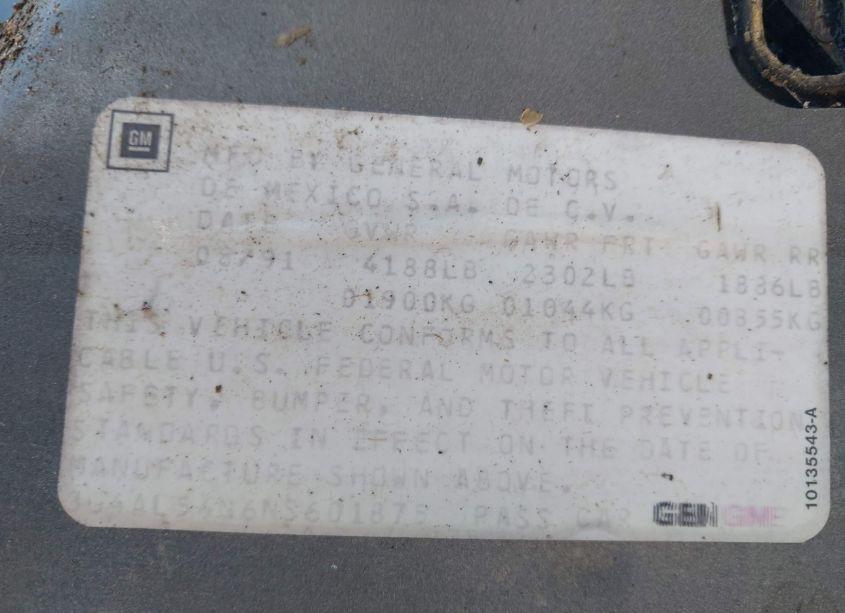 GM
MFD BY GENERAL MOTORS
DE MEXICO S.A. DE C.V.
DATE GVWR GAWR FRT GAWR RR
08/91 4188LB 2302LB 1886LB
01900KG 01044KG 00855KG
THIS VEHICLE CONFORMS TO ALL APPLI-
CABLE U.S. FEDERAL MOTOR VEHICLE
SAFETY, BUMPER, AND THEFT PREVENTION
STANDARDS IN EFFECT ON THE DATE OF
MANUFACTURE SHOWN ABOVE.
PASS CAR
10135543-A